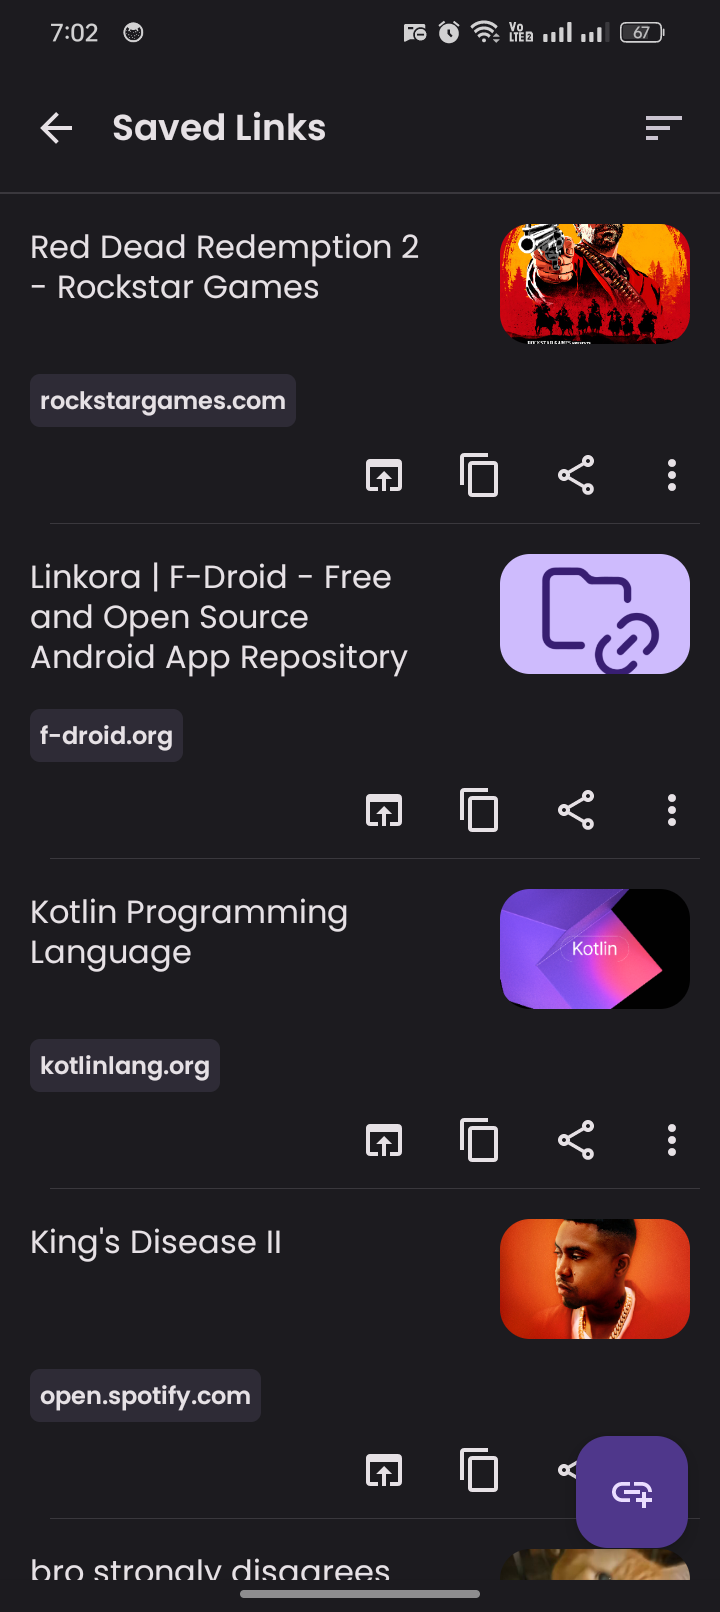 7:02
Vo
LTE2
67
Saved Links
Red Dead Redemption 2
- Rockstar Games
rockstargames.com
Linkora | F-Droid - Free
and Open Source
Android App Repository
f-droid.org
Kotlin Programming
Language
Kotlin
kotlinlang.org
King's Disease II
open.spotify.com
bro strongly disagrees